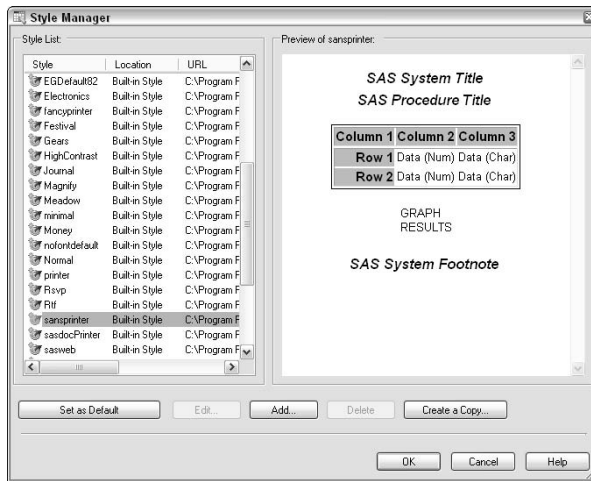 Style Manager
Style List:
Style Location URL
EGDefault82 Built-in Style C:\Program F
Electronics Built-in Style C:\Program F
fancyprinter Built-in Style C:\Program F
Festival Built-in Style C:\Program F
Gears Built-in Style C:\Program F
HighContrast Built-in Style C:\Program F
Journal Built-in Style C:\Program F
Magnify Built-in Style C:\Program F
Meadow Built-in Style C:\Program F
minimal Built-in Style C:\Program F
Money Built-in Style C:\Program F
nofontdefault Built-in Style C:\Program F
Normal Built-in Style C:\Program F
printer Built-in Style C:\Program F
Rsvp Built-in Style C:\Program F
Rtf Built-in Style C:\Program F
sansprinter Built-in Style C:\Program F
sasdocPrinter Built-in Style C:\Program F
sasweb Built-in Style C:\Program F
Preview of sansprinter:
SAS System Title
SAS Procedure Title
Column 1 Column 2 Column 3
Row 1 Data (Num) Data (Char)
Row 2 Data (Num) Data (Char)
GRAPH
RESULTS
SAS System Footnote
Set as Default Edit... Add... Delete Create a Copy...
OK Cancel Help